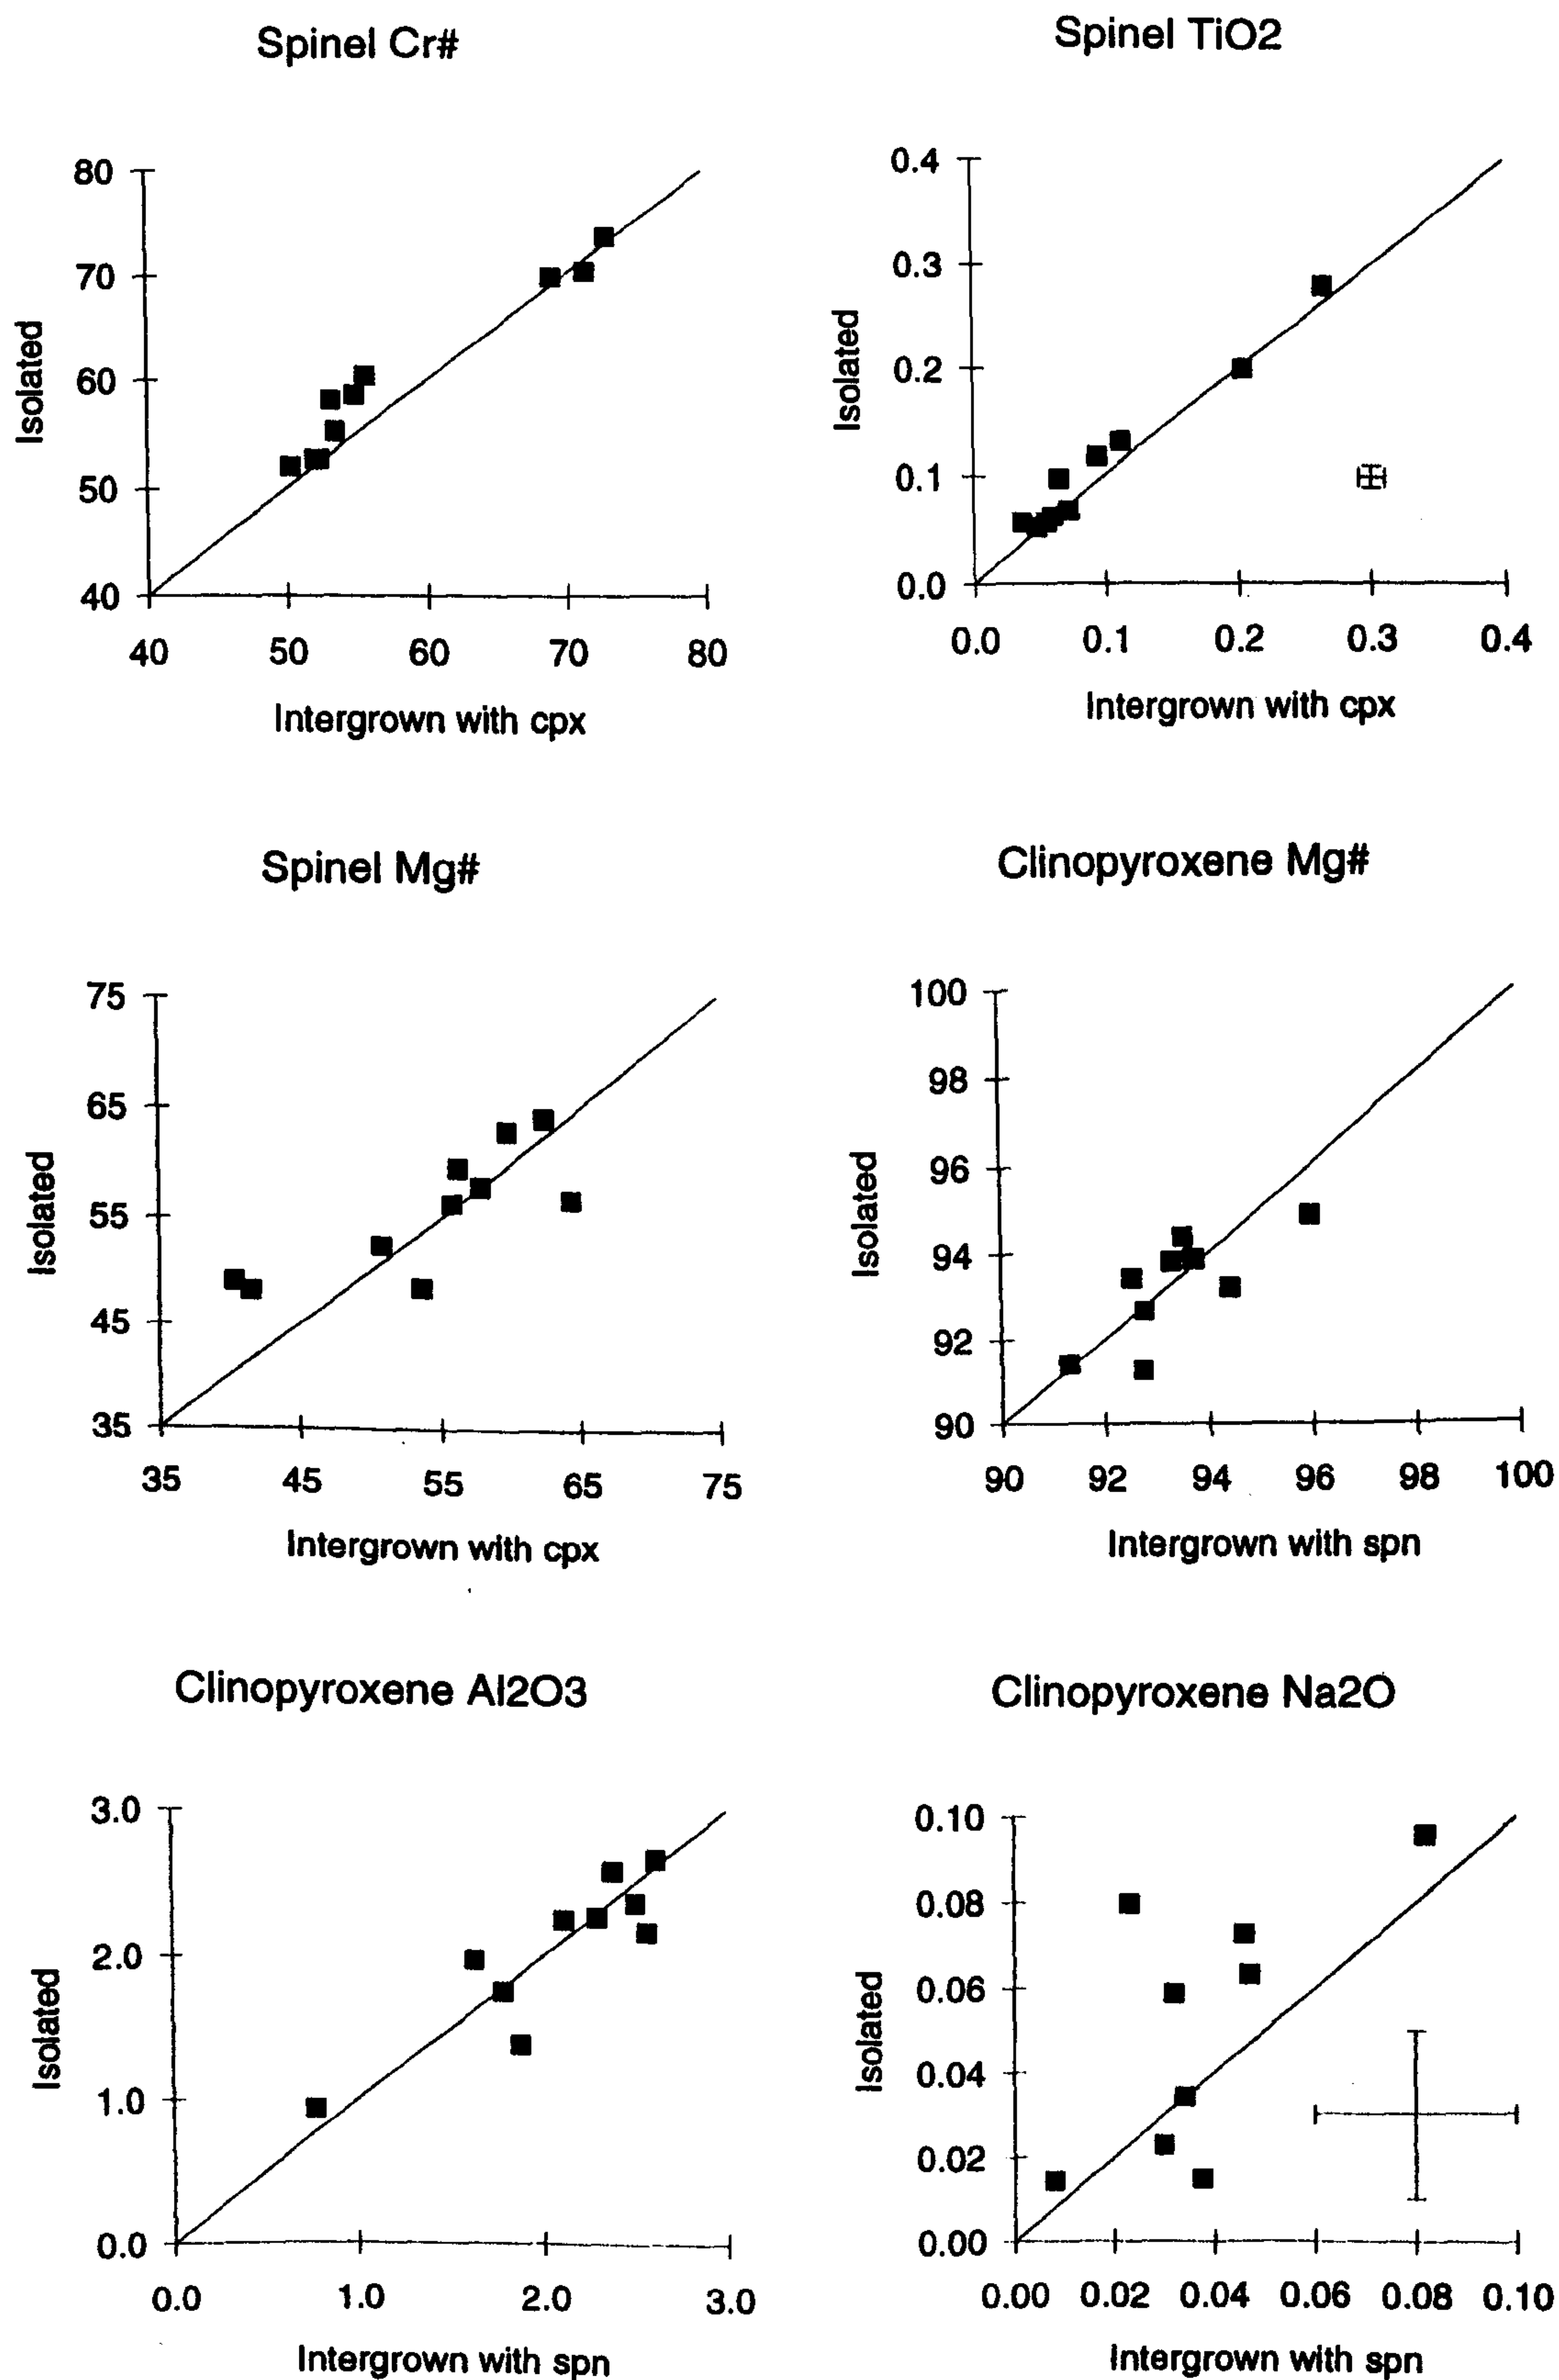 Spinel Cr#
80
70
60
50
40
40 50 60 70 80
Isolated
Intergrown with cpx
Spinel TiO2
0.4
0.3
0.2
0.1
0.0
0.0 0.1 0.2 0.3 0.4
Isolated
Intergrown with cpx
Spinel Mg#
75
65
55
45
35
35 45 55 65 75
Isolated
Intergrown with cpx
Clinopyroxene Mg#
100
98
96
94
92
90
90 92 94 96 98 100
Isolated
Intergrown with spn
Clinopyroxene Al2O3
3.0
2.0
1.0
0.0
0.0 1.0 2.0 3.0
Isolated
Intergrown with spn
Clinopyroxene Na2O
0.10
0.08
0.06
0.04
0.02
0.00
0.00 0.02 0.04 0.06 0.08 0.10
Isolated
Intergrown with spn